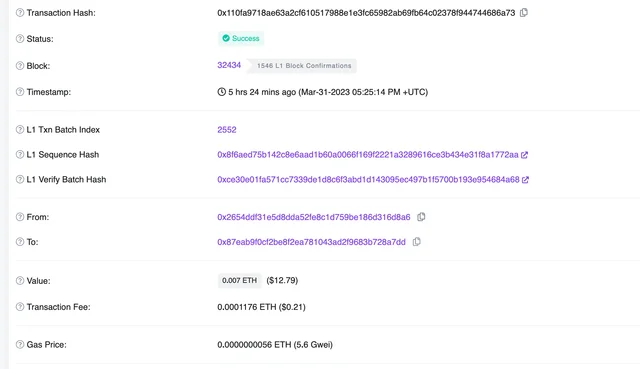 Transaction Hash: 0x110fa9718ae63a2cf610517988e1e3fc65982ab69fb64c02378f944744686a73
Status: Success
Block: 32434 1546 L1 Block Confirmations
Timestamp: 5 hrs 24 mins ago (Mar-31-2023 05:25:14 PM +UTC)
L1 Txn Batch Index 2552
L1 Sequence Hash 0x8f6aed75b142c8e6aad1b60a0066f169f2221a3289616ce3b434e31f8a1772aa
L1 Verify Batch Hash 0xce30e01fa571cc7339de1d8c6f3abd1d143095ec497b1f5700b193e954684a68
From: 0x2654ddf31e5d8dda52fe8c1d759be186d316d8a6
To: 0x87eab9f0cf2be8f2ea781043ad2f9683b728a7dd
Value: 0.007 ETH ($12.79)
Transaction Fee: 0.0001176 ETH ($0.21)
Gas Price: 0.0000000056 ETH (5.6 Gwei)